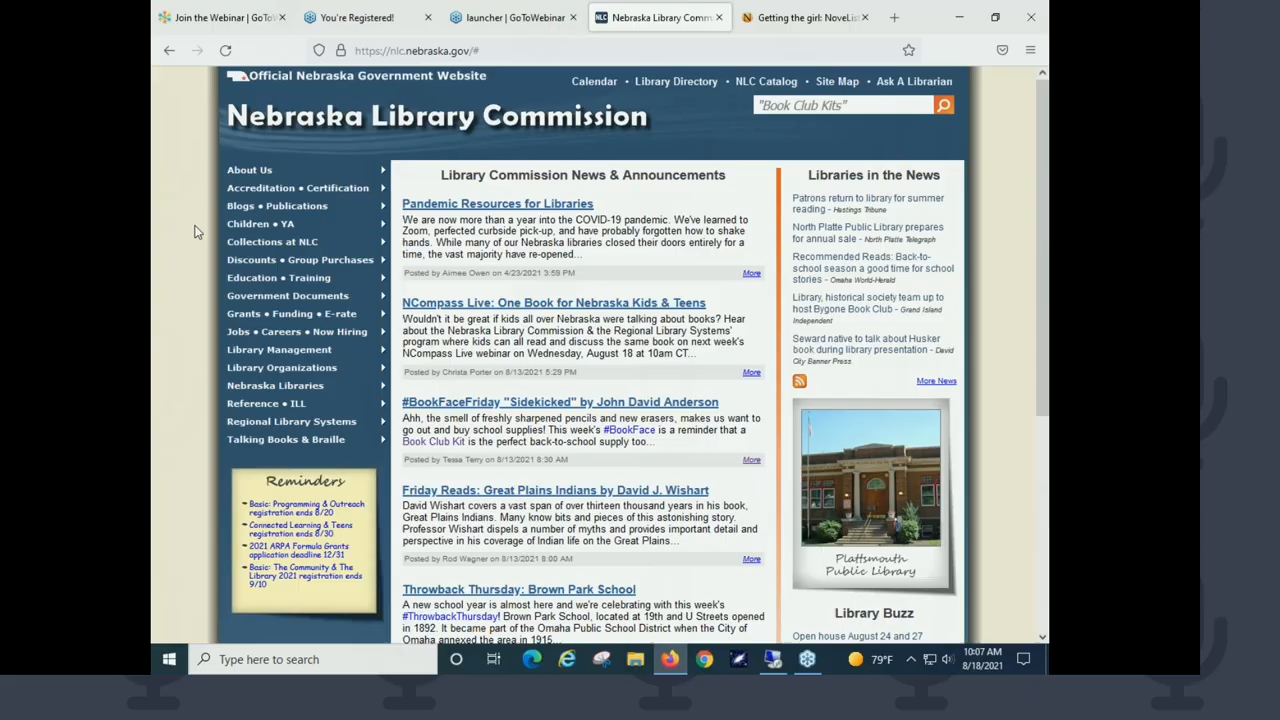 Join the Webinar | GoToW
You're Registered!
launcher | GoToWebinar
NLC
Nebraska Library Comm
Getting the girl: NoveList
https://nlc.nebraska.gov/#
Official Nebraska Government Website
Calendar • Library Directory • NLC Catalog • Site Map • Ask A Librarian
Nebraska Library Commission
"Book Club Kits"
About Us
Accreditation • Certification
Blogs • Publications
Children • YA
Collections at NLC
Discounts • Group Purchases
Education • Training
Government Documents
Grants • Funding • E-rate
Jobs • Careers • Now Hiring
Library Management
Library Organizations
Nebraska Libraries
Reference • ILL
Regional Library Systems
Talking Books & Braille
Reminders
Basic: Programming & Outreach
registration ends 8/20
Connected Learning & Teens
registration ends 8/30
2021 ARPA Formula Grants
application deadline 12/31
Basic: The Community & The
Library 2021 registration ends
9/10
Library Commission News & Announcements
Pandemic Resources for Libraries
We are now more than a year into the COVID-19 pandemic. We've learned to
Zoom, perfected curbside pick-up, and have probably forgotten how to shake
hands. While many of our Nebraska libraries closed their doors entirely for a
time, the vast majority have re-opened...
Posted by Aimee Owen on 4/23/2021 3:59 PM
More
NCompass Live: One Book for Nebraska Kids & Teens
Wouldn't it be great if kids all over Nebraska were talking about books? Hear
about the Nebraska Library Commission & the Regional Library Systems'
program where kids can all read and discuss the same book on next week's
NCompass Live webinar on Wednesday, August 18 at 10am CT...
Posted by Christa Porter on 8/13/2021 5:29 PM
More
#BookFaceFriday "Sidekicked" by John David Anderson
Ahh, the smell of freshly sharpened pencils and new erasers, makes us want to
go out and buy school supplies! This week's #BookFace is a reminder that a
Book Club Kit is the perfect back-to-school supply too...
Posted by Tessa Terry on 8/13/2021 8:30 AM
More
Friday Reads: Great Plains Indians by David J. Wishart
David Wishart covers a vast span of over thirteen thousand years in his book,
Great Plains Indians. Many know bits and pieces of this astonishing story.
Professor Wishart dispels a number of myths and provides important detail and
perspective in his coverage of Indian life on the Great Plains...
Posted by Rod Wagner on 8/13/2021 8:00 AM
More
Throwback Thursday: Brown Park School
A new school year is almost here and we're celebrating with this week's
#ThrowbackThursday! Brown Park School, located at 19th and U Streets opened
in 1892. It became part of the Omaha Public School District when the City of
Omaha annexed the area in 1915...
Libraries in the News
Patrons return to library for summer
reading - Hastings Tribune
North Platte Public Library prepares
for annual sale - North Platte Telegraph
Recommended Reads: Back-to-
school season a good time for school
stories - Omaha World-Herald
Library, historical society team up to
host Bygone Book Club - Grand Island
Independent
Seward native to talk about Husker
book during library presentation - David
City Banner Press
More News
Plattsmouth
Public Library
Library Buzz
Open house August 24 and 27
Type here to search
79°F
10:07 AM
8/18/2021